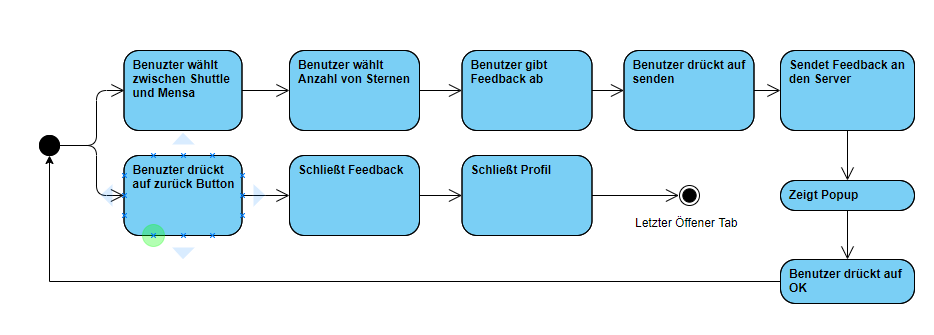 Benuzter wählt
zwischen Shuttle
und Mensa
Benutzer wählt
Anzahl von Sternen
Benutzer gibt
Feedback ab
Benutzer drückt auf
senden
Sendet Feedback an
den Server
Benuzter drückt
auf zurück Button
Schließt Feedback
Schließt Profil
Letzter Öffener Tab
Zeigt Popup
Benutzer drückt auf
OK